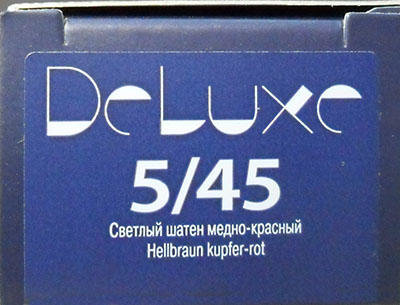 DeLuxe
5/45
Светлый шатен медно-красный
Hellbraun kupfer-rot